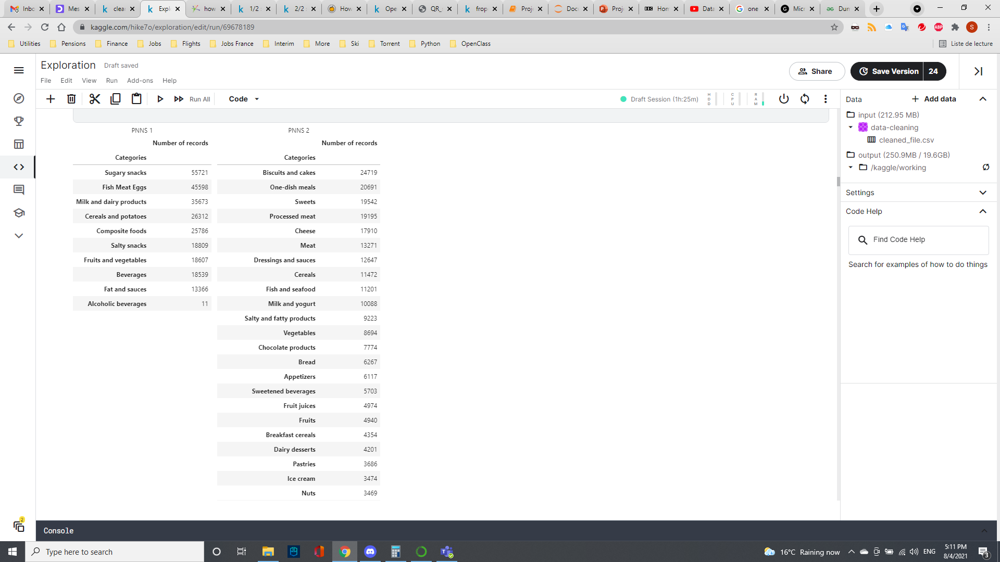 Inbo
Mes
clea
Expl
how
1/2
2/2
How
Ope
QR_
frop
Proj
Doc
Proj
BBC Hom
Data
one
Micr
Dun
kaggle.com/hike7o/exploration/edit/run/69678189
Utilities Pensions Finance Jobs Flights Jobs France Interim More Ski Torrent Python OpenClass Liste de lecture
Exploration Draft saved
File Edit View Run Add-ons Help
Share
Save Version 24
Run All Code
Draft Session (1h:25m) HDD CPU RAM
PNNS 1
Number of records
Categories
Sugary snacks 55721
Fish Meat Eggs 45598
Milk and dairy products 35673
Cereals and potatoes 26312
Composite foods 25786
Salty snacks 18809
Fruits and vegetables 18607
Beverages 18539
Fat and sauces 13366
Alcoholic beverages 11
PNNS 2
Number of records
Categories
Biscuits and cakes 24719
One-dish meals 20691
Sweets 19542
Processed meat 19195
Cheese 17910
Meat 13271
Dressings and sauces 12647
Cereals 11472
Fish and seafood 11201
Milk and yogurt 10088
Salty and fatty products 9223
Vegetables 8694
Chocolate products 7774
Bread 6267
Appetizers 6117
Sweetened beverages 5703
Fruit juices 4974
Fruits 4940
Breakfast cereals 4354
Dairy desserts 4201
Pastries 3686
Ice cream 3474
Nuts 3469
Data
Add data
input (212.95 MB)
data-cleaning
cleaned_file.csv
output (250.9MB / 19.6GB)
/kaggle/working
Settings
Code Help
Find Code Help
Search for examples of how to do things
2
Console
Type here to search
16°C Raining now
ENG
5:11 PM
8/4/2021
3